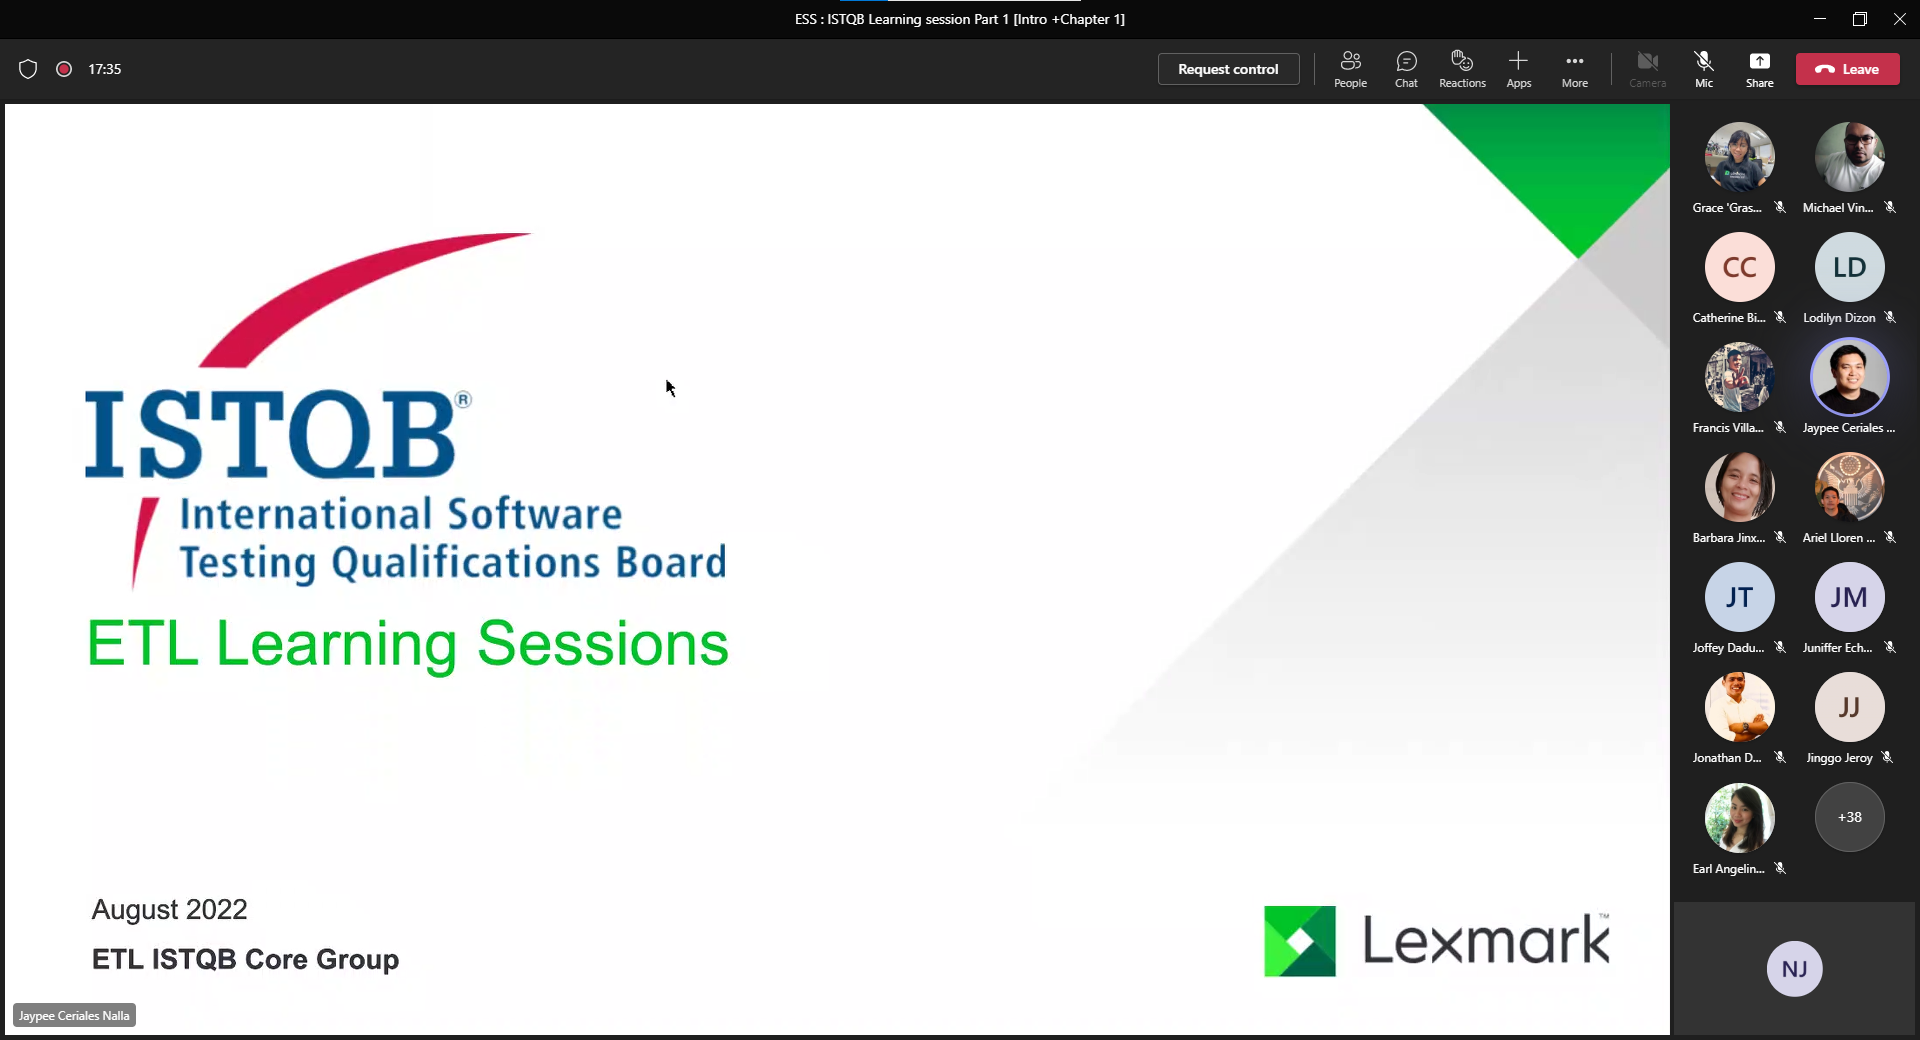 ESS : ISTQB Learning session Part 1 [Intro +Chapter 1]
17:35
Request control
People
Chat
Reactions
Apps
More
Camera
Mic
Share
Leave
ISTQB®
International Software
Testing Qualifications Board
ETL Learning Sessions
August 2022
ETL ISTQB Core Group
Lexmark™
Jaypee Ceriales Nalla
Grace 'Gras...
Michael Vin...
CC
LD
Catherine Bi...
Lodilyn Dizon
Francis Villa...
Jaypee Ceriales ...
Barbara Jinx...
Ariel Lloren ...
JT
JM
Joffey Dadu...
Juniffer Ech...
JJ
Jonathan D...
Jinggo Jeroy
+38
Earl Angelin...
NJ